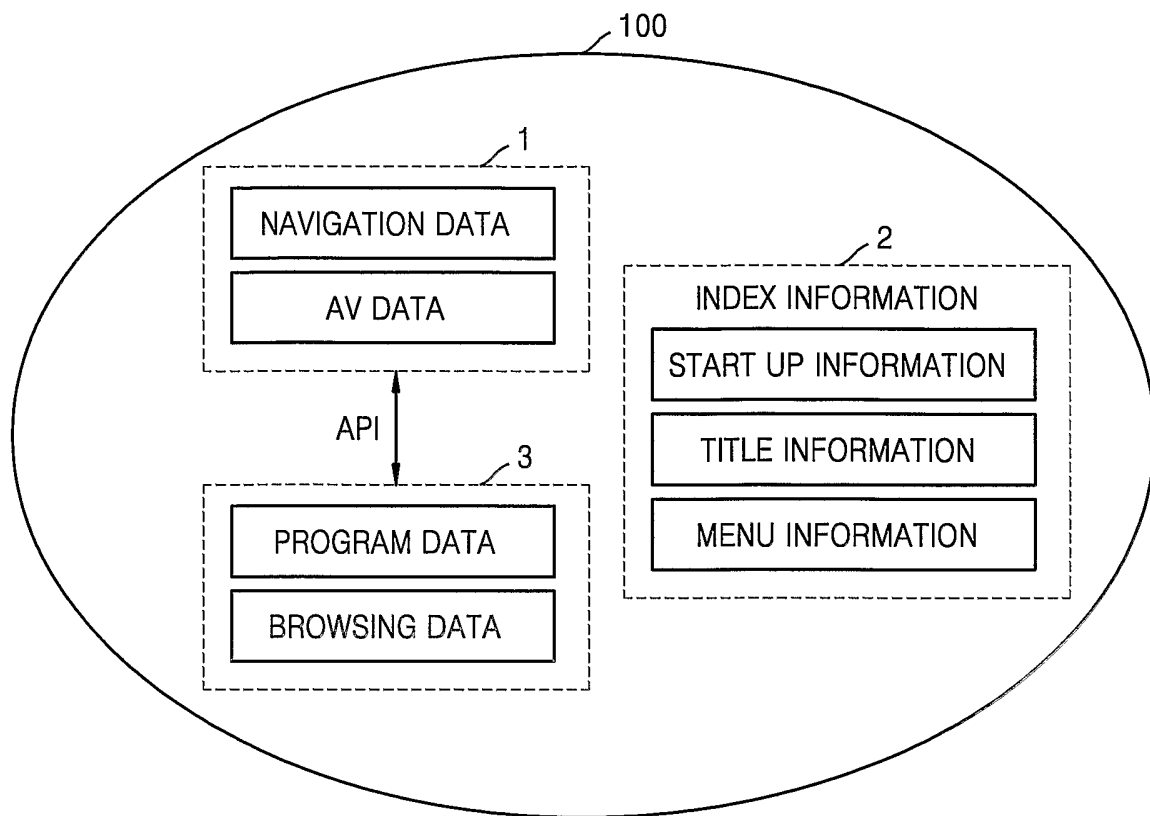 100
1
NAVIGATION DATA
AV DATA
API
3
PROGRAM DATA
BROWSING DATA
2
INDEX INFORMATION
START UP INFORMATION
TITLE INFORMATION
MENU INFORMATION